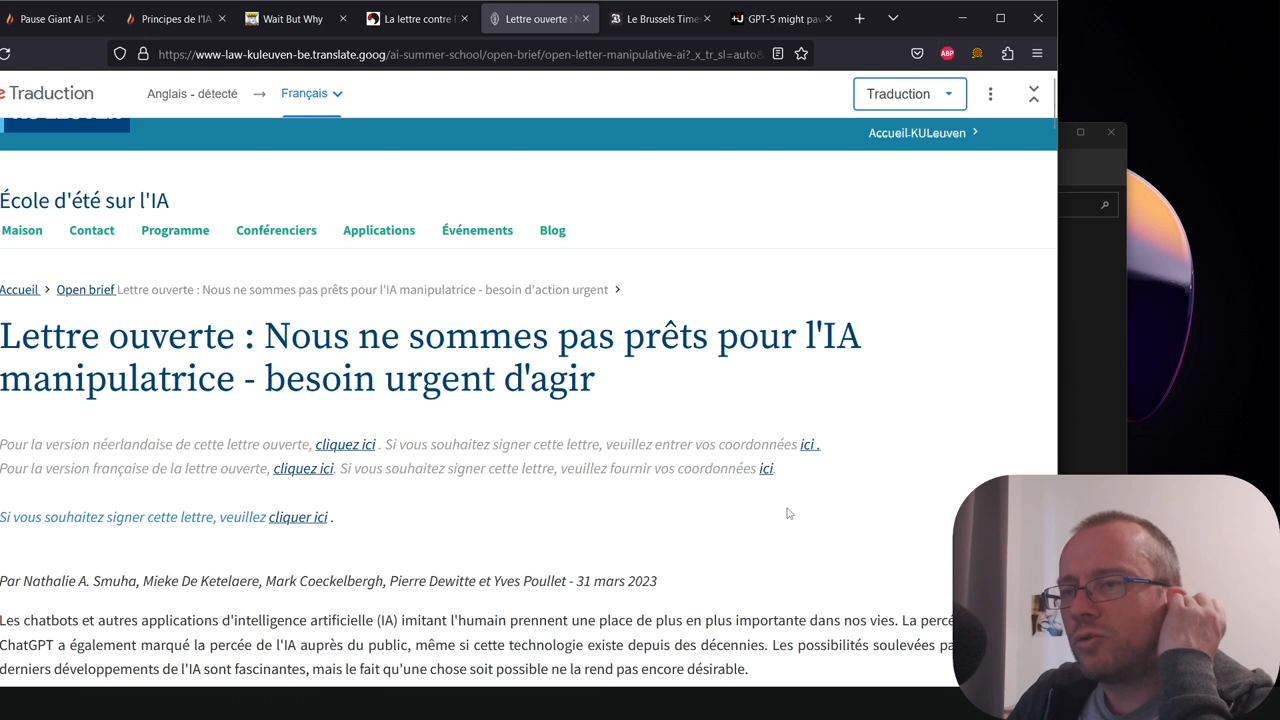 Pause Giant AI Ex
Principes de l'IA
Wait But Why
La lettre contre l'
Lettre ouverte : N
Le Brussels Times
GPT-5 might pav
https://www-law-kuleuven-be.translate.goog/ai-summer-school/open-brief/open-letter-manipulative-ai?_x_tr_sl=auto&
ABP
e Traduction
Anglais - détecté
Français
Traduction
Accueil KULeuven
École d'été sur l'IA
Maison Contact Programme Conférenciers Applications Événements Blog
Accueil > Open brief Lettre ouverte : Nous ne sommes pas prêts pour l'IA manipulatrice - besoin d'action urgent >
Lettre ouverte : Nous ne sommes pas prêts pour l'IA
manipulatrice - besoin urgent d'agir
Pour la version néerlandaise de cette lettre ouverte, cliquez ici . Si vous souhaitez signer cette lettre, veuillez entrer vos coordonnées ici .
Pour la version française de la lettre ouverte, cliquez ici. Si vous souhaitez signer cette lettre, veuillez fournir vos coordonnées ici.
Si vous souhaitez signer cette lettre, veuillez cliquer ici .
Par Nathalie A. Smuha, Mieke De Ketelaere, Mark Coeckelbergh, Pierre Dewitte et Yves Poullet - 31 mars 2023
Les chatbots et autres applications d'intelligence artificielle (IA) imitant l'humain prennent une place de plus en plus importante dans nos vies. La percé
ChatGPT a également marqué la percée de l'IA auprès du public, même si cette technologie existe depuis des décennies. Les possibilités soulevées pa
derniers développements de l'IA sont fascinantes, mais le fait qu'une chose soit possible ne la rend pas encore désirable.